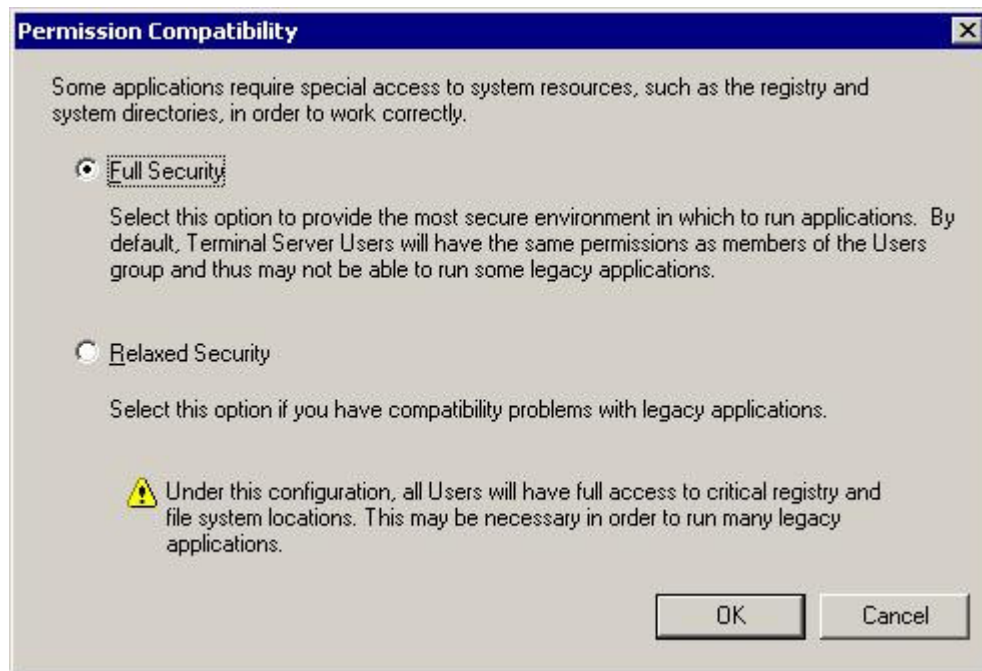 Permission Compatibility
Some applications require special access to system resources, such as the registry and
system directories, in order to work correctly.
Full Security
Select this option to provide the most secure environment in which to run applications. By
default, Terminal Server Users will have the same permissions as members of the Users
group and thus may not be able to run some legacy applications.
Relaxed Security
Select this option if you have compatibility problems with legacy applications.
Under this configuration, all Users will have full access to critical registry and
file system locations. This may be necessary in order to run many legacy
applications.
OK
Cancel